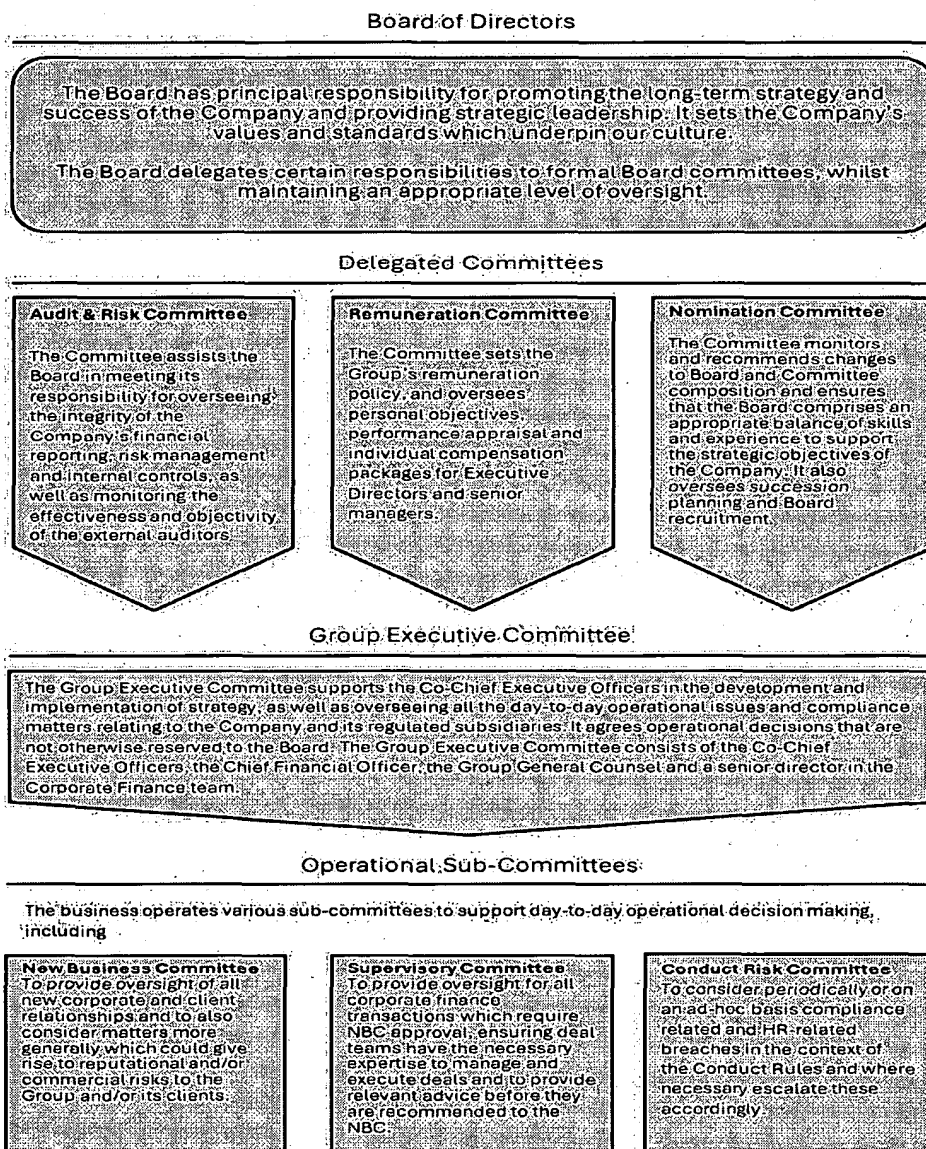 Board of Directors
The Board has principal responsibility for promoting the long-term strategy and
success of the Company and providing strategic leadership. It sets the Company's
values and standards which underpin our culture.
The Board delegates certain responsibilities to formal Board committees, whilst
maintaining an appropriate level of oversight.
Delegated Committees
Audit & Risk Committee
The Committee assists the
Board in meeting its
responsibility for overseeing
the integrity of the
Company's financial
reporting, risk management
and internal controls, as
well as monitoring the
effectiveness and objectivity
of the external auditors
Remuneration Committee
The Committee sets the
Group's remuneration
policy, and oversees
personal objectives,
performance appraisal and
individual compensation
packages for Executive
Directors and senior
managers.
Nomination Committee
The Committee monitors
and recommends changes
to Board and Committee
composition and ensures
that the Board comprises an
appropriate balance of skills
and experience to support
the strategic objectives of
the Company. It also
oversees succession
planning and Board
recruitment.
Group Executive Committee
The Group Executive Committee supports the Co-Chief Executive Officers in the development and
implementation of strategy, as well as overseeing all the day-to-day operational issues and compliance
matters relating to the Company and its regulated subsidiaries. It agrees operational decisions that are
not otherwise reserved to the Board. The Group Executive Committee consists of the Co-Chief
Executive Officers, the Chief Financial Officer, the Group General Counsel and a senior director in the
Corporate Finance team.
Operational Sub-Committees
The business operates various sub-committees to support day-to-day operational decision making,
including
New Business Committee
To provide oversight of all
new corporate and client
relationships and to also
consider matters more
generally which could give
rise to reputational and/or
commercial risks to the
Group and/or its clients.
Supervisory Committee
To provide oversight for all
corporate finance
transactions which require
NBC approval, ensuring deal
teams have the necessary
expertise to manage and
execute deals and to provide
relevant advice before they
are recommended to the
NBC.
Conduct Risk Committee
To consider periodically or on
an ad-hoc basis compliance
related and HR-related
breaches in the context of
the Conduct Rules and where
necessary escalate these
accordingly.